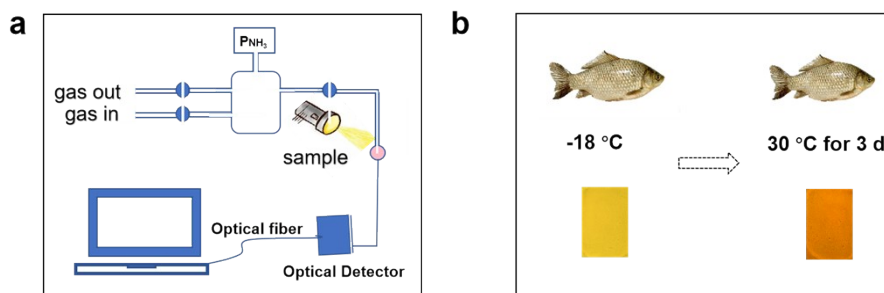 a
PNH3
gas out
gas in
sample
Optical fiber
Optical Detector
b
-18 °C
30 °C for 3 d